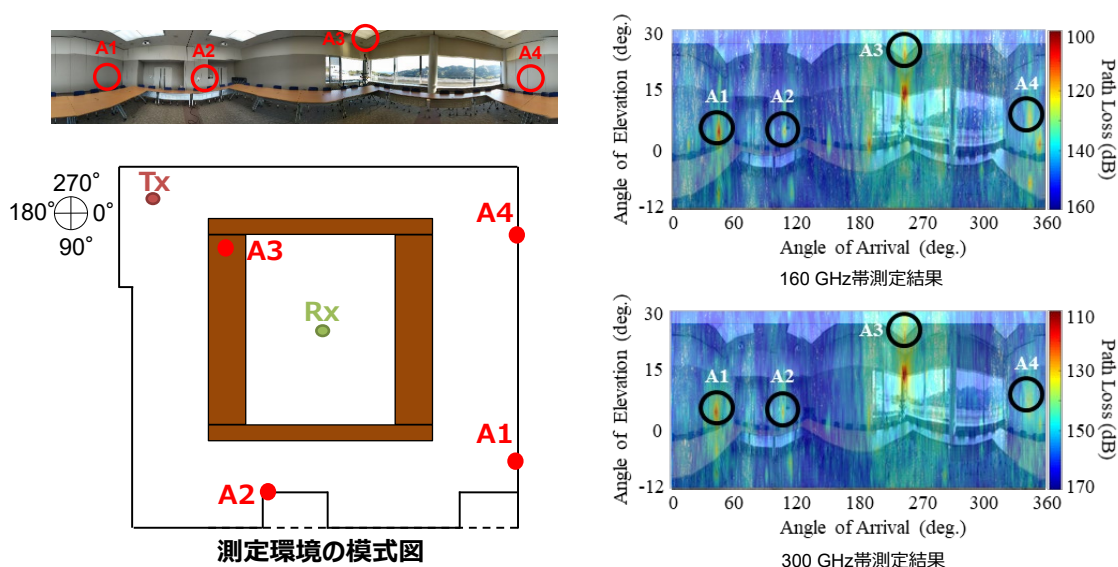 A1
A2
A3
A4
270°
180°
0°
90°
Tx
A4
A3
Rx
A1
A2
測定環境の模式図
Angle of Elevation (deg.)
30
15
0
-12
A1
A2
A3
A4
0
60
120
180
270
300
360
Angle of Arrival (deg.)
100
120
140
160
Path Loss (dB)
160 GHz帯測定結果
Angle of Elevation (deg.)
30
15
0
-12
A1
A2
A3
A4
0
60
120
180
270
300
360
Angle of Arrival (deg.)
110
130
150
170
Path Loss (dB)
300 GHz帯測定結果